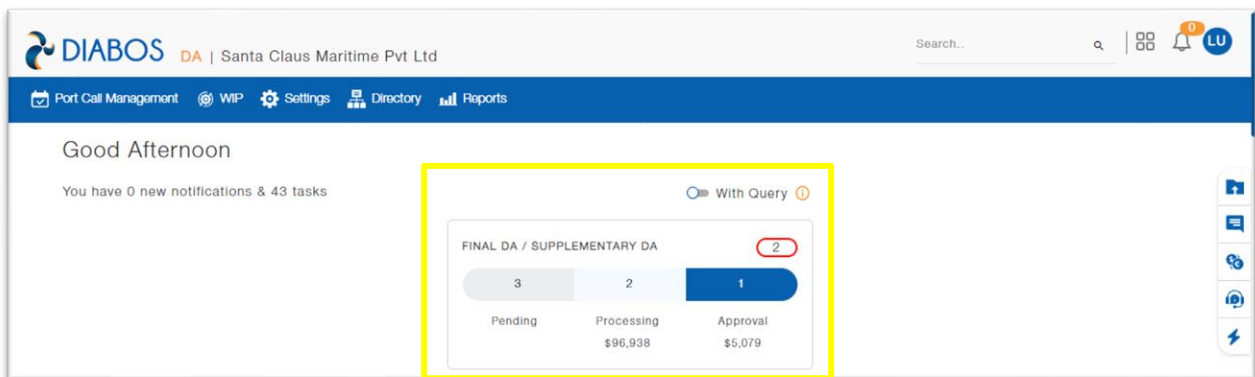 DIABOS DA | Santa Claus Maritime Pvt Ltd
Search..
0
LU
Port Call Management WIP Settings Directory Reports
Good Afternoon
You have 0 new notifications & 43 tasks
With Query
FINAL DA / SUPPLEMENTARY DA 2
3 2 1
Pending Processing Approval
$96,938 $5,079